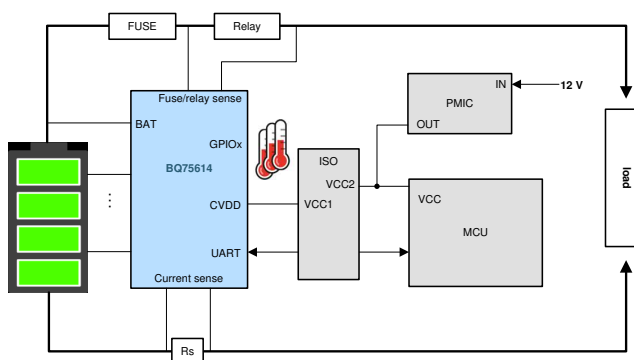 FUSE
Relay
Fuse/relay sense
BAT
GPIOx
BQ75614
CVDD
UART
Current sense
ISO
VCC2
VCC1
IN
PMIC
OUT
12 V
VCC
MCU
load
Rs